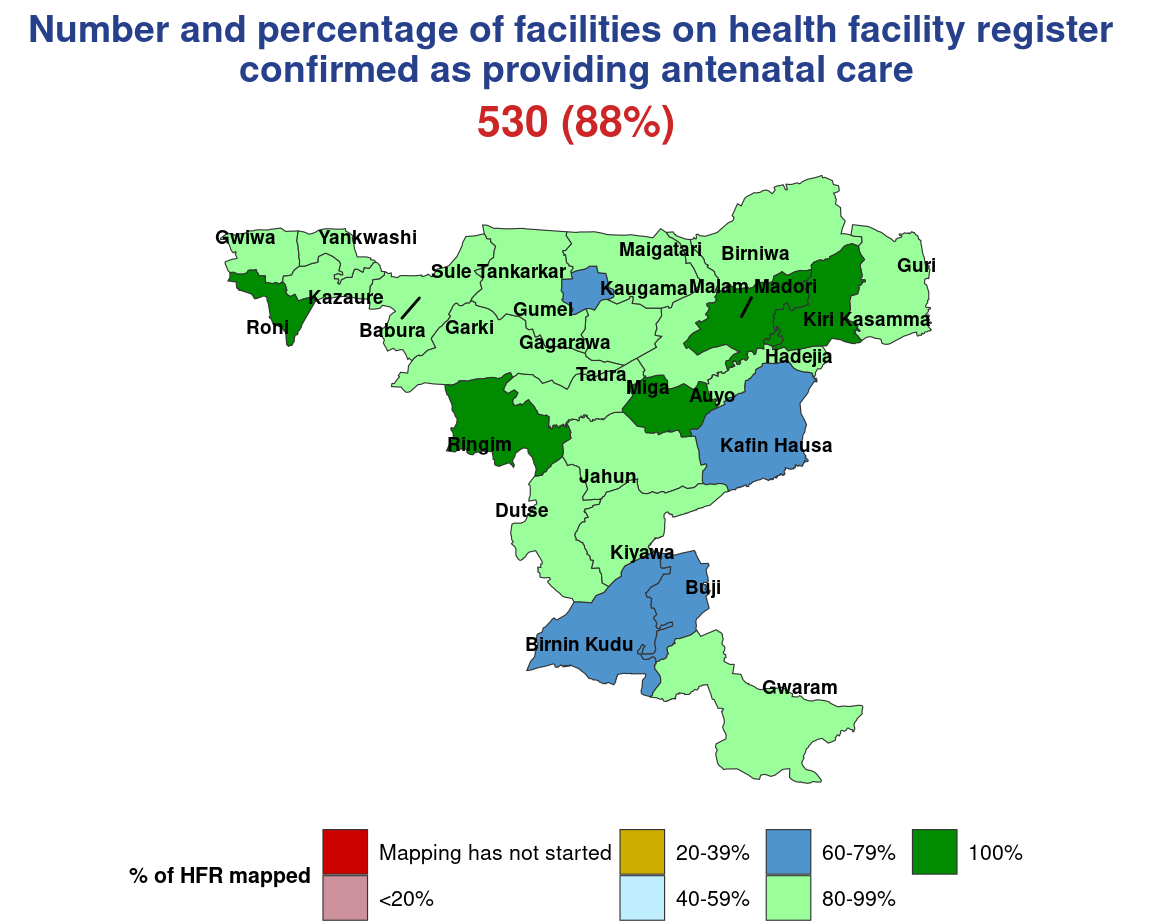 Number and percentage of facilities on health facility register
confirmed as providing antenatal care
530 (88%)
Gwiwa
Yankwashi
Maigatari
Birniwa
Guri
Sule Tankarkar
Kaugama
Malam Madori
Kazaure
Gumel
Kiri Kasamma
Roni
Babura
Garki
Gagarawa
Hadejia
Taura
Miga
Auyo
Ringim
Kafin Hausa
Jahun
Dutse
Kiyawa
Buji
Birnin Kudu
Gwaram
% of HFR mapped
Mapping has not started
<20%
20-39%
40-59%
60-79%
80-99%
100%